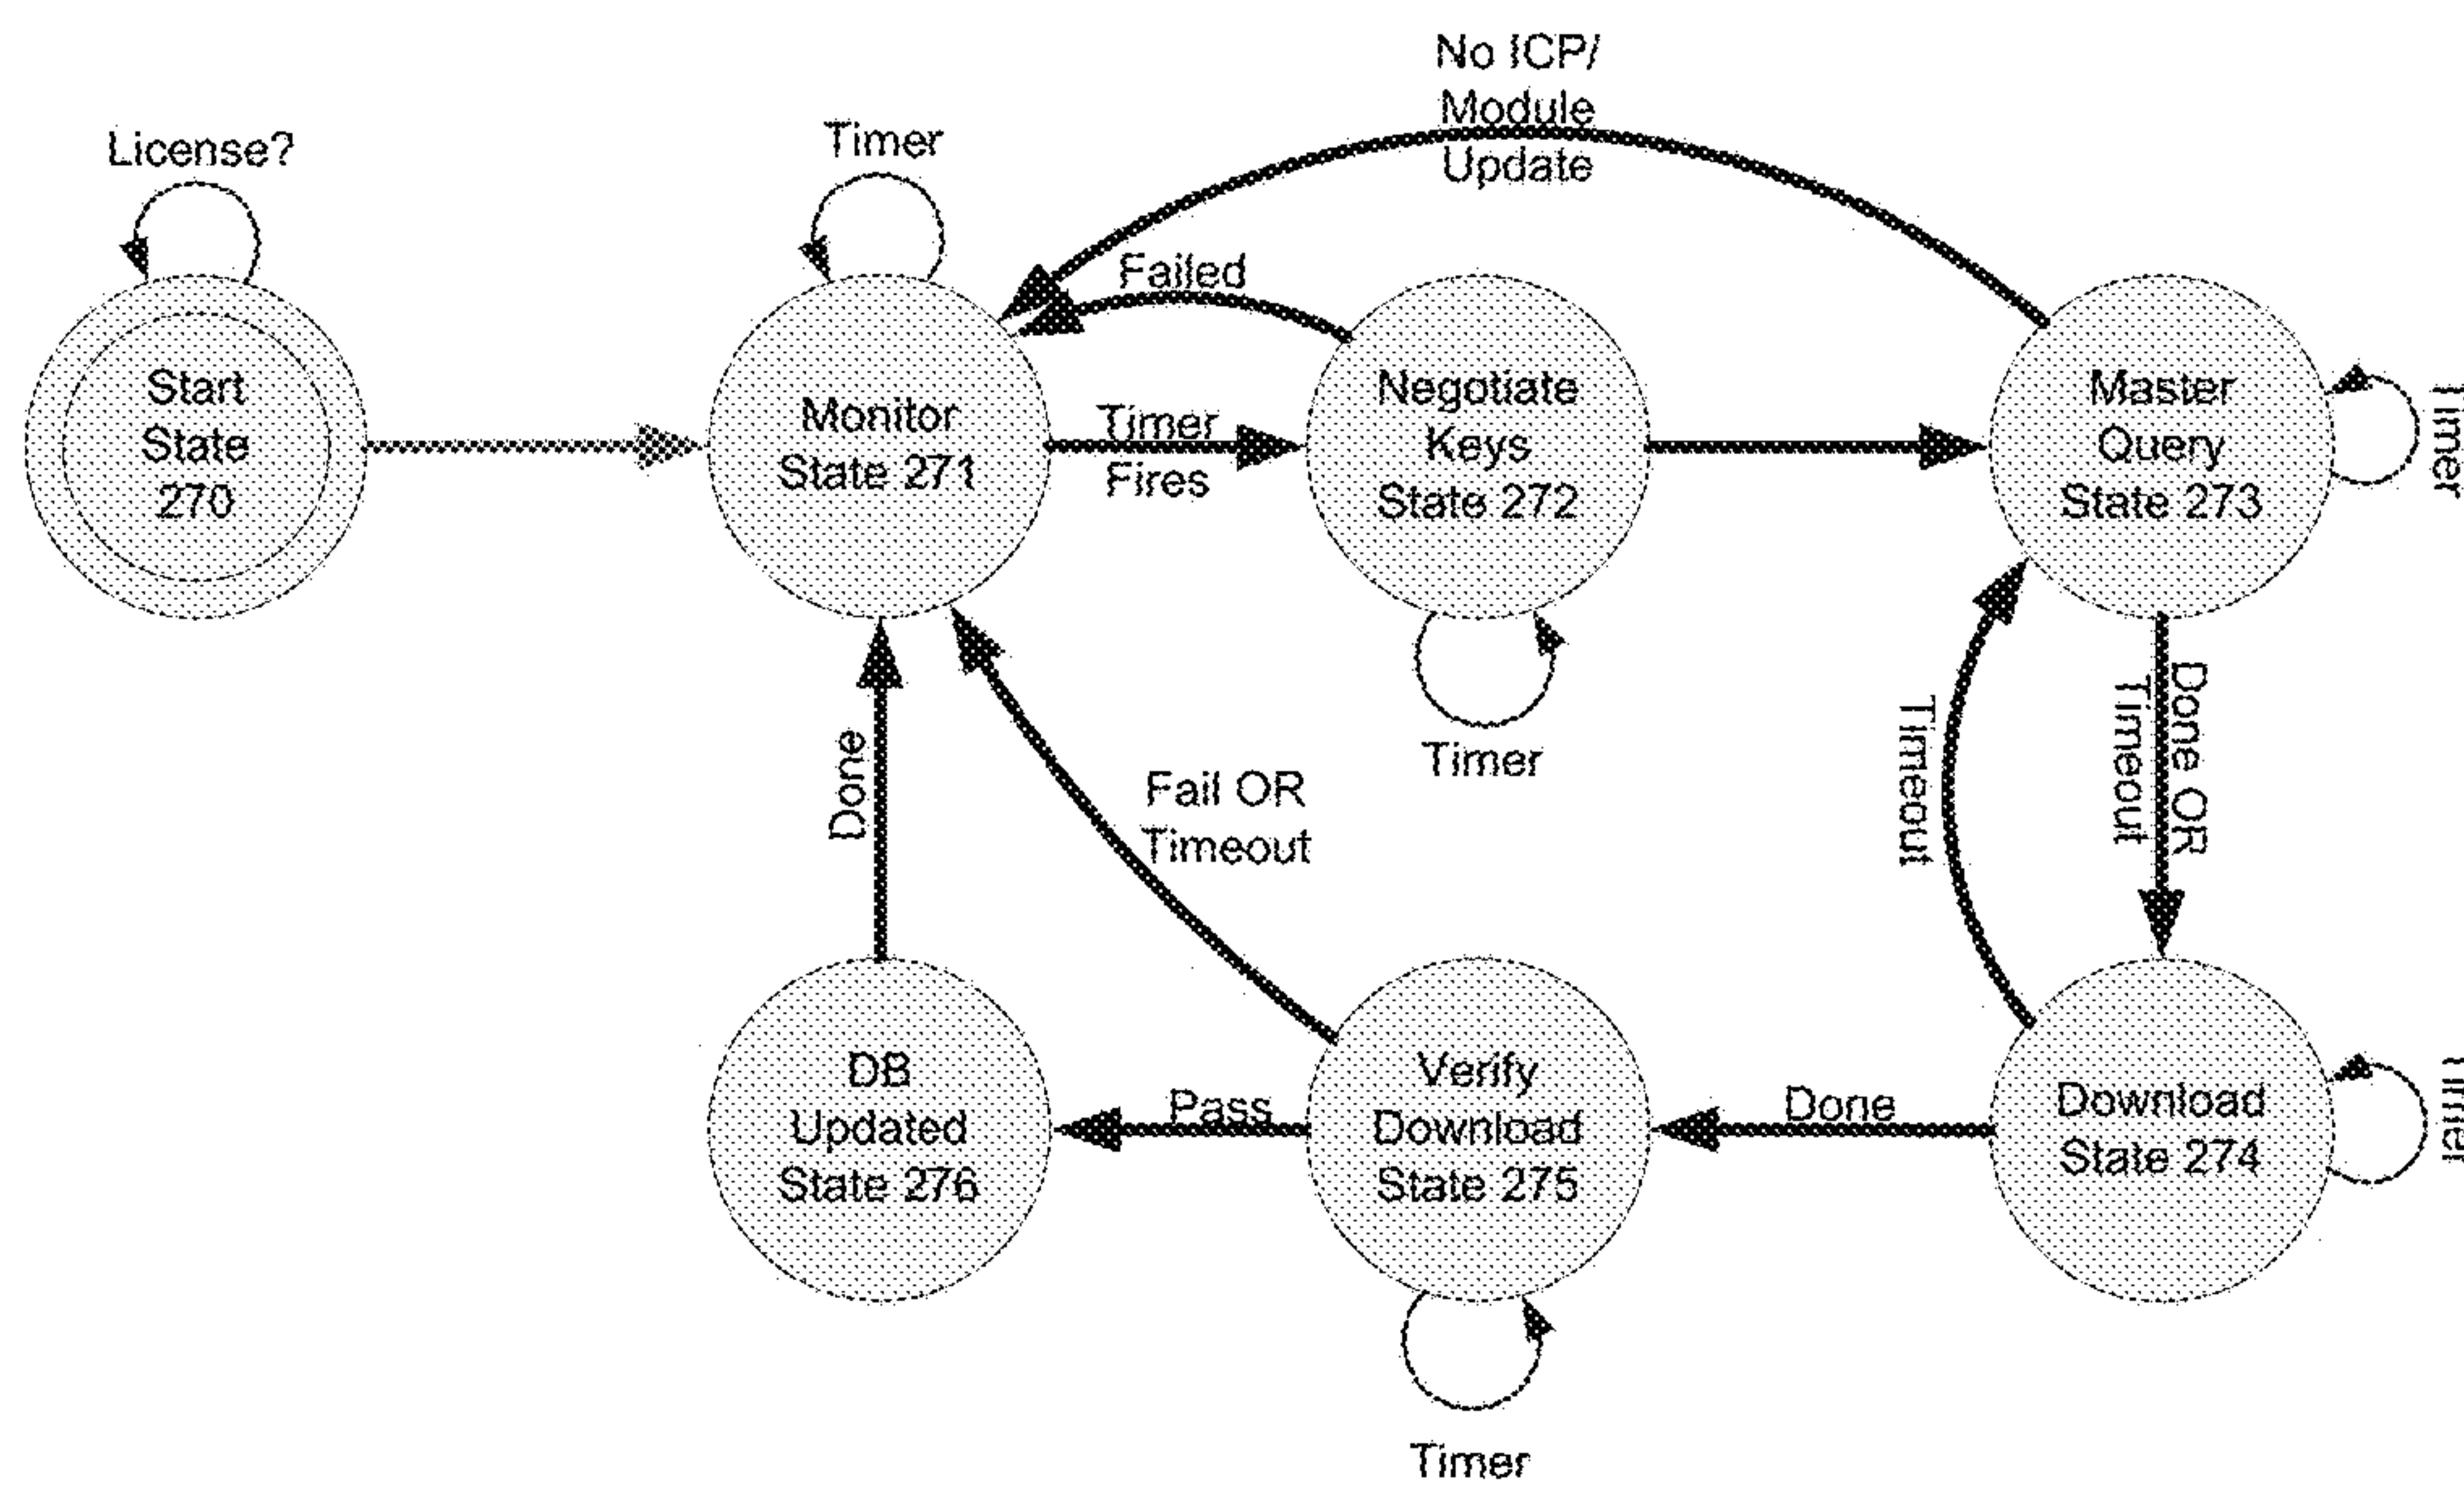 No ICP/
Module
Update
License?
Timer
Failed
Start
State
270
Monitor
State 271
Timer
Fires
Negotiate
Keys
State 272
Master
Query
State 273
Timer
Timer
Done OR
Timeout
Timeout
Done
Fail OR
Timeout
DB
Updated
State 276
Pass
Verify
Download
State 275
Done
Download
State 274
Timer
Timer